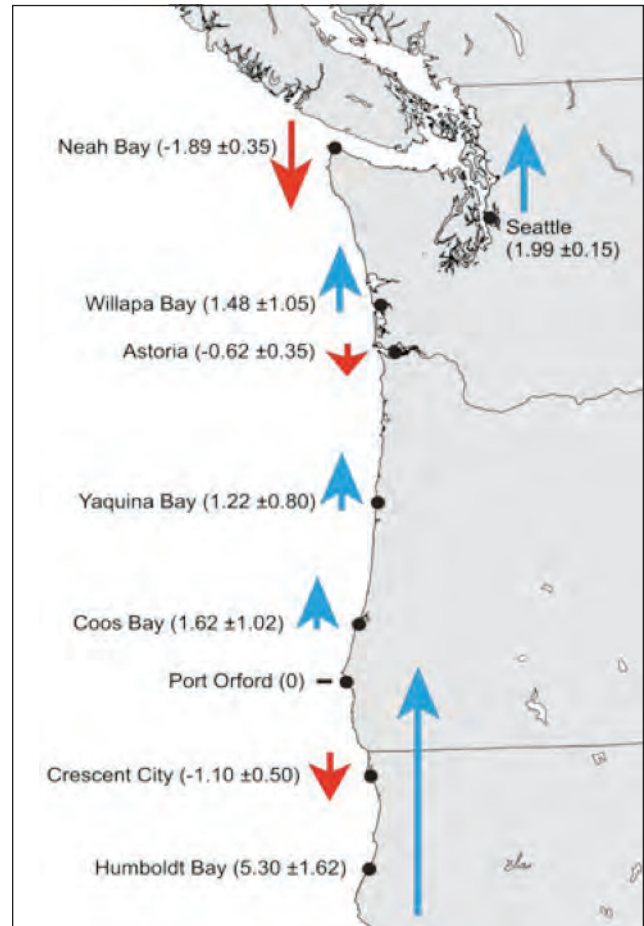 Neah Bay (-1.89 ±0.35)
Seattle
(1.99 ±0.15)
Willapa Bay (1.48 ±1.05)
Astoria (-0.62 ±0.35)
Yaquina Bay (1.22 ±0.80)
Coos Bay (1.62 ±1.02)
Port Orford (0)
Crescent City (-1.10 ±0.50)
Humboldt Bay (5.30 ±1.62)